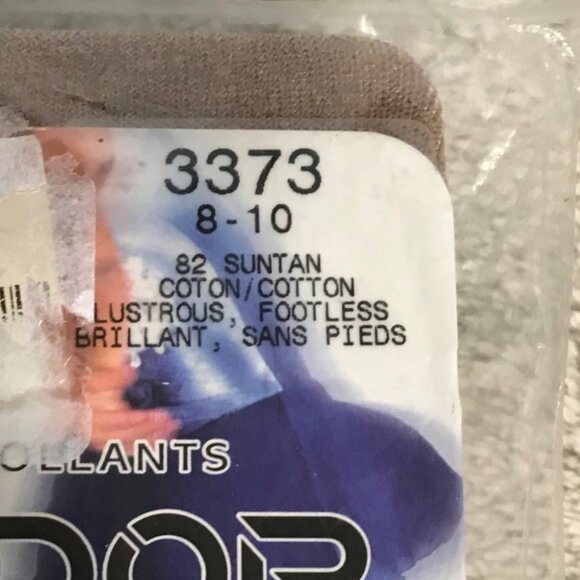 3373
8-10
82 SUNTAN
COTON/COTTON
LUSTROUS, FOOTLESS
BRILLANT, SANS PIEDS
OLLANTS